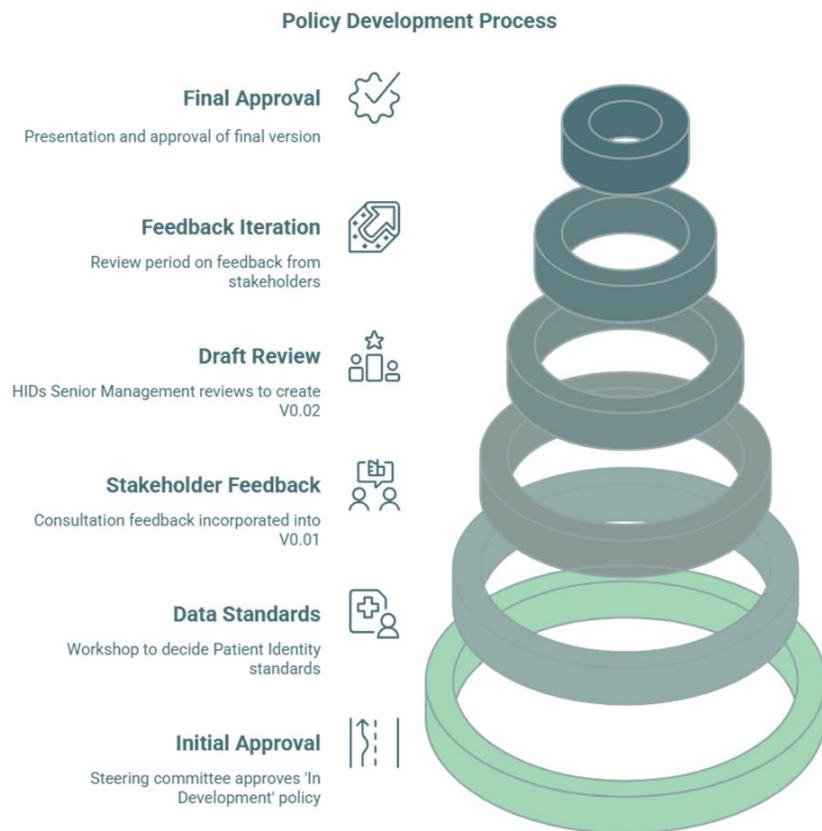 Policy Development Process
Final Approval
Presentation and approval of final version
Feedback Iteration
Review period on feedback from
stakeholders
Draft Review
HIDs Senior Management reviews to create
V0.02
Stakeholder Feedback
Consultation feedback incorporated into
V0.01
Data Standards
Workshop to decide Patient Identity
standards
Initial Approval
Steering committee approves 'In
Development' policy